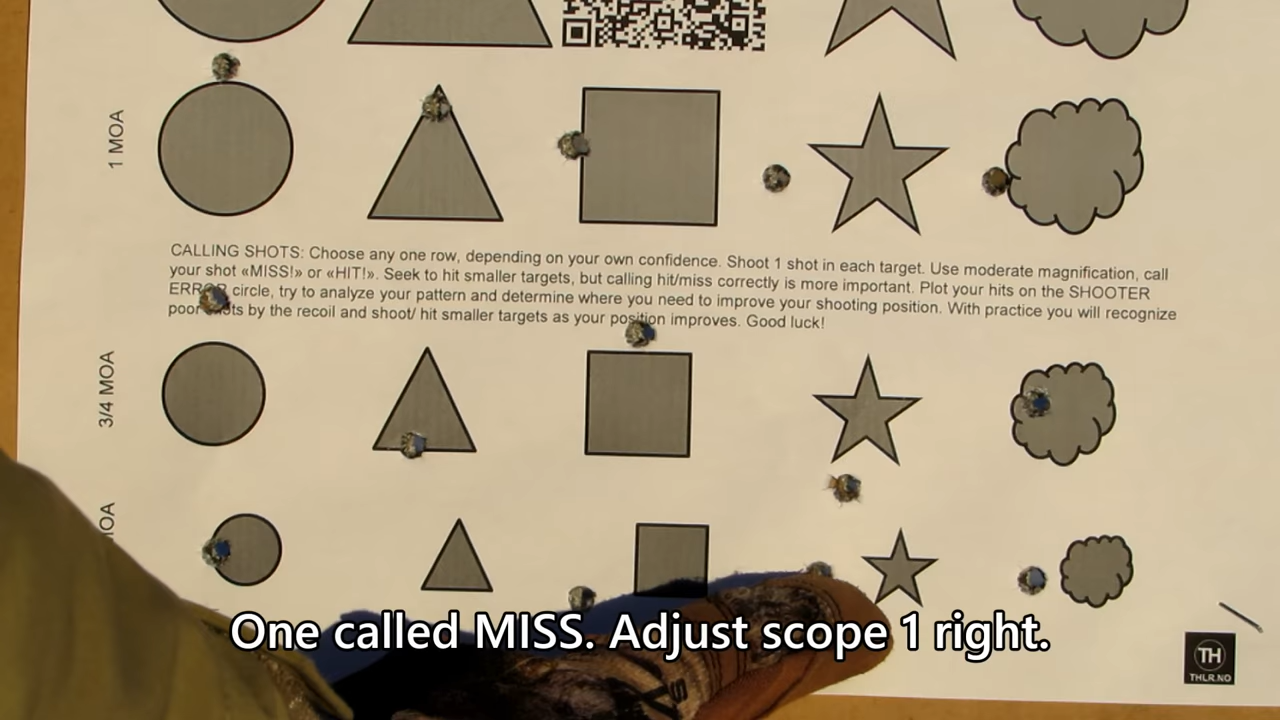 1 MOA
CALLING SHOTS: Choose any one row, depending on your own confidence. Shoot 1 shot in each target. Use moderate magnification, call
your shot «MISS!» or «HIT!». Seek to hit smaller targets, but calling hit/miss correctly is more important. Plot your hits on the SHOOTER
ERROR circle, try to analyze your pattern and determine where you need to improve your shooting position. With practice you will recognize
poor shots by the recoil and shoot/ hit smaller targets as your position improves. Good luck!
3/4 MOA
MOA
One called MISS. Adjust scope 1 right.
TH
THLR.NO